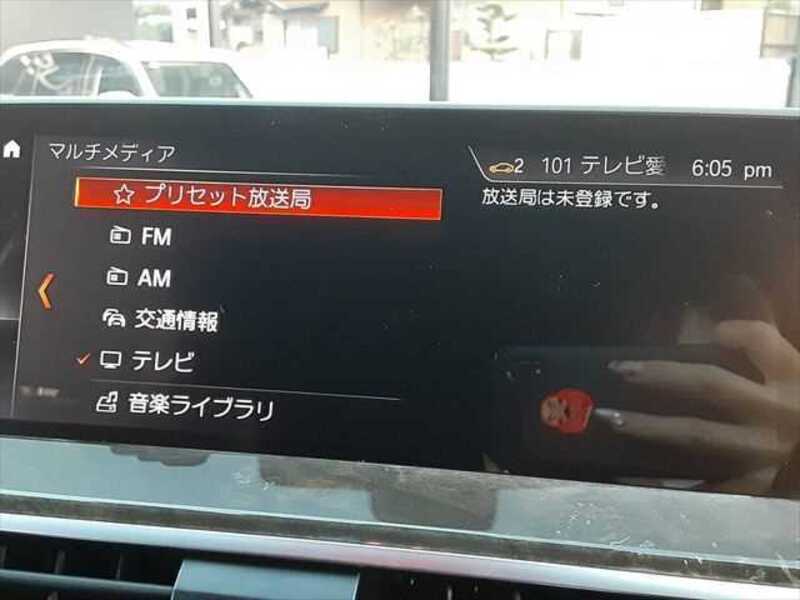 マルチメディア
2 101 テレビ愛 6:05 pm
プリセット放送局
放送局は未登録です。
FM
AM
交通情報
テレビ
音楽ライブラリ